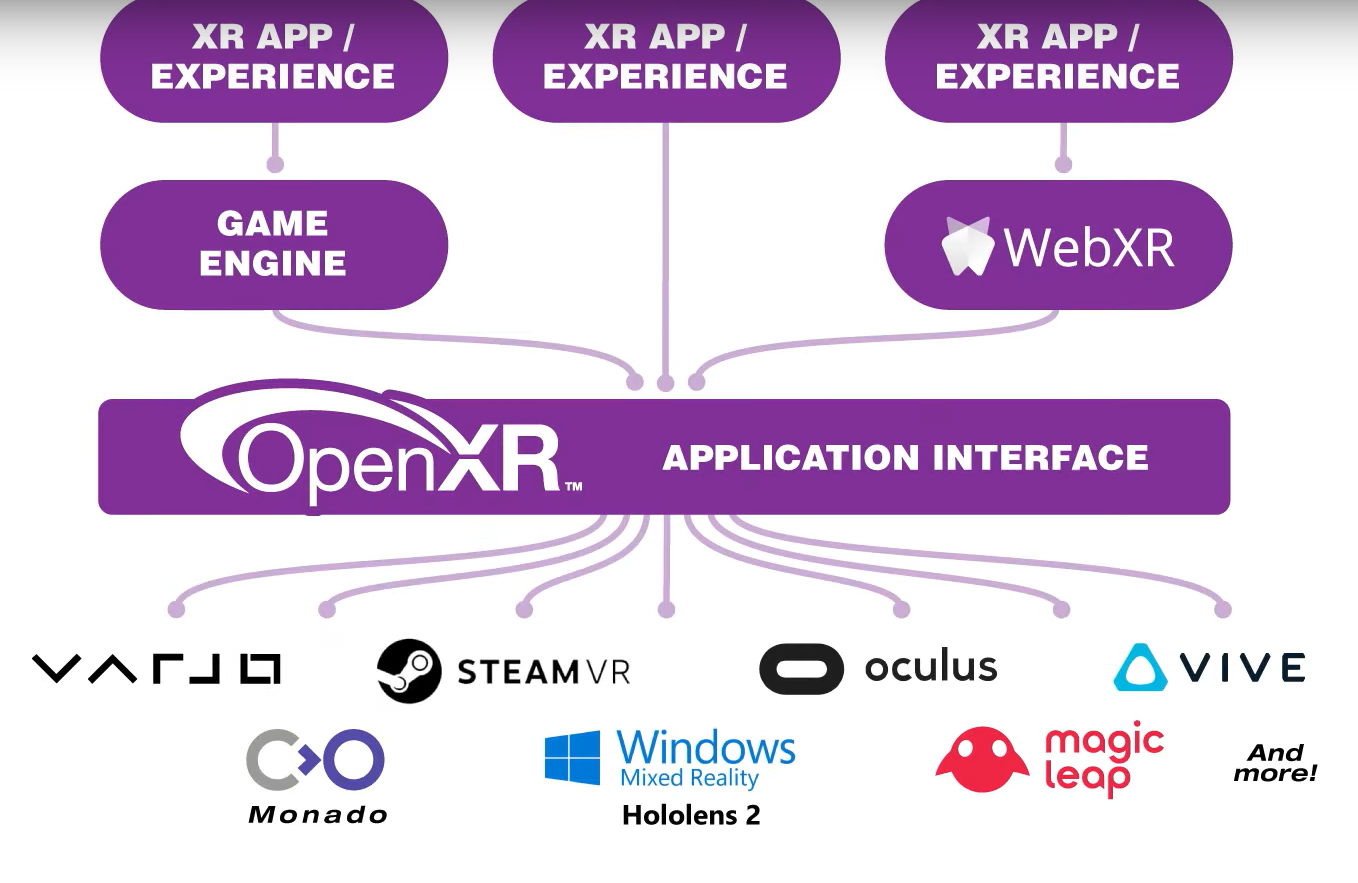 XR APP /
EXPERIENCE
XR APP /
EXPERIENCE
XR APP /
EXPERIENCE
GAME
ENGINE
WebXR
OpenXR™
APPLICATION INTERFACE
VARJO
STEAMVR
oculus
VIVE
Monado
Windows
Mixed Reality
Hololens 2
magic
leap
And
more!